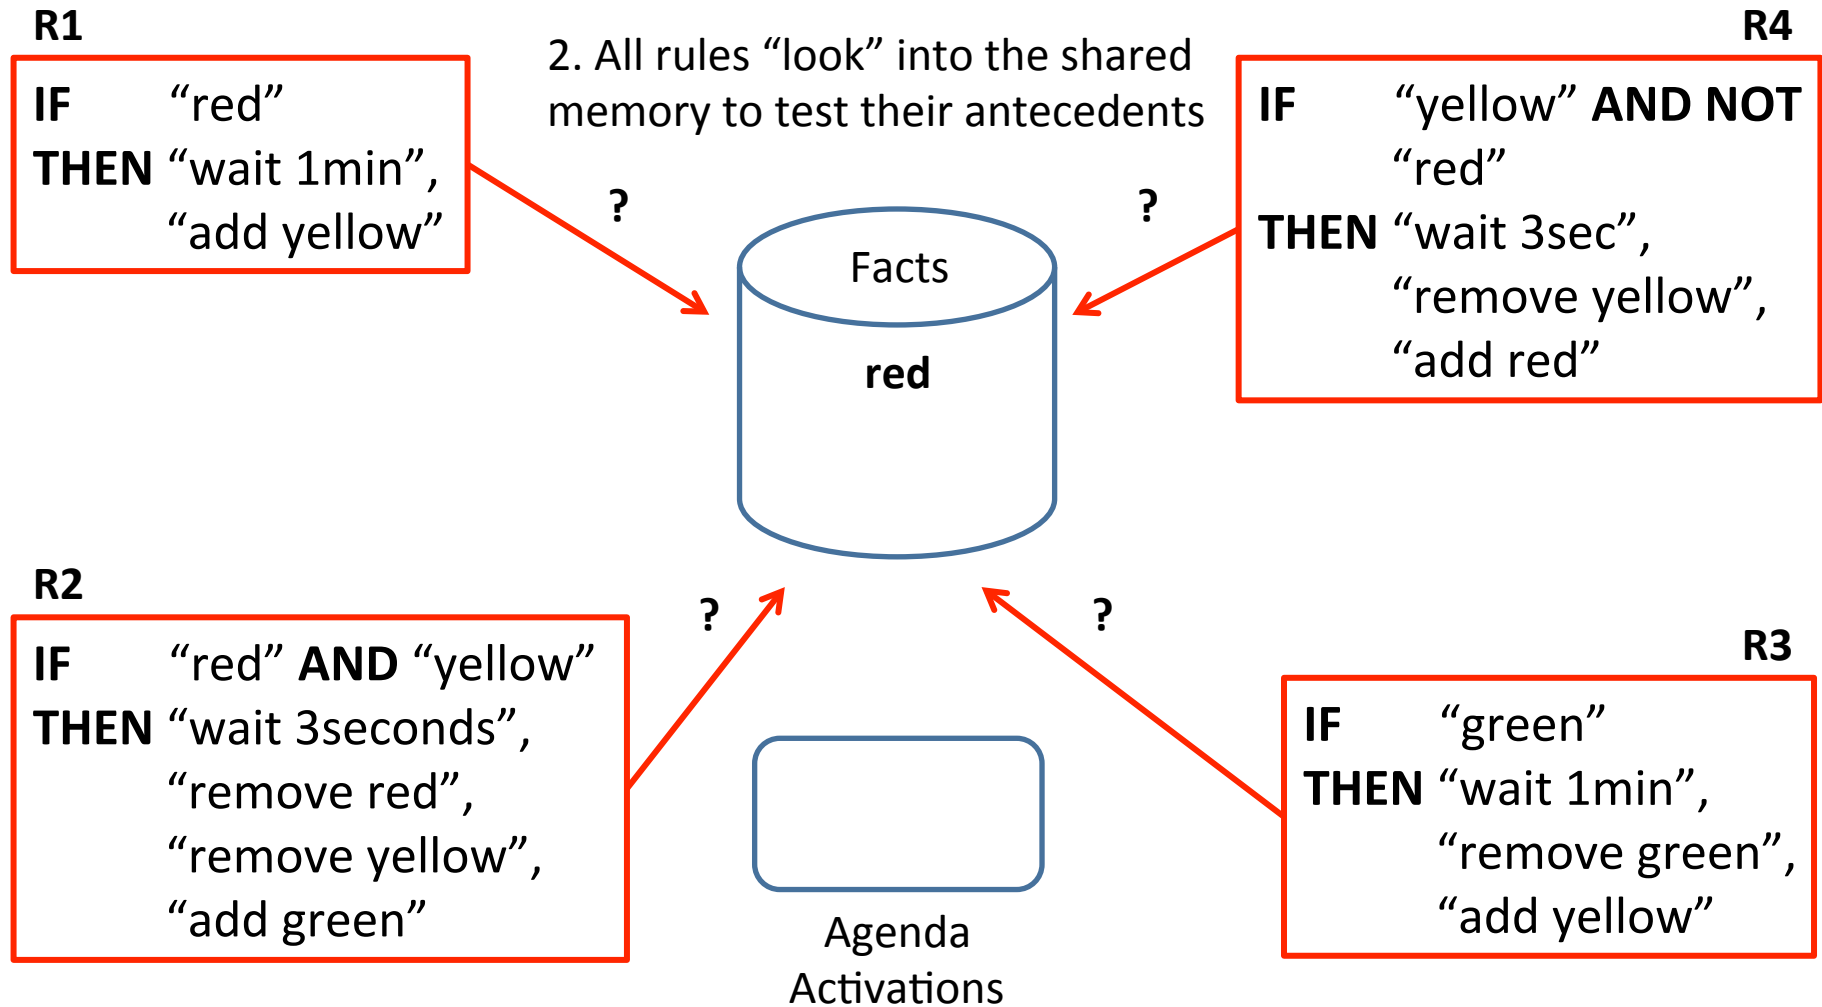 R1
IF “red”
THEN “wait 1min”,
“add yellow”
2. All rules “look” into the shared
memory to test their antecedents
R4
IF “yellow” AND NOT
“red”
THEN “wait 3sec”,
“remove yellow”,
“add red”
?
?
Facts
red
R2
IF “red” AND “yellow”
THEN “wait 3seconds”,
“remove red”,
“remove yellow”,
“add green”
?
?
R3
IF “green”
THEN “wait 1min”,
“remove green”,
“add yellow”
Agenda
Activations